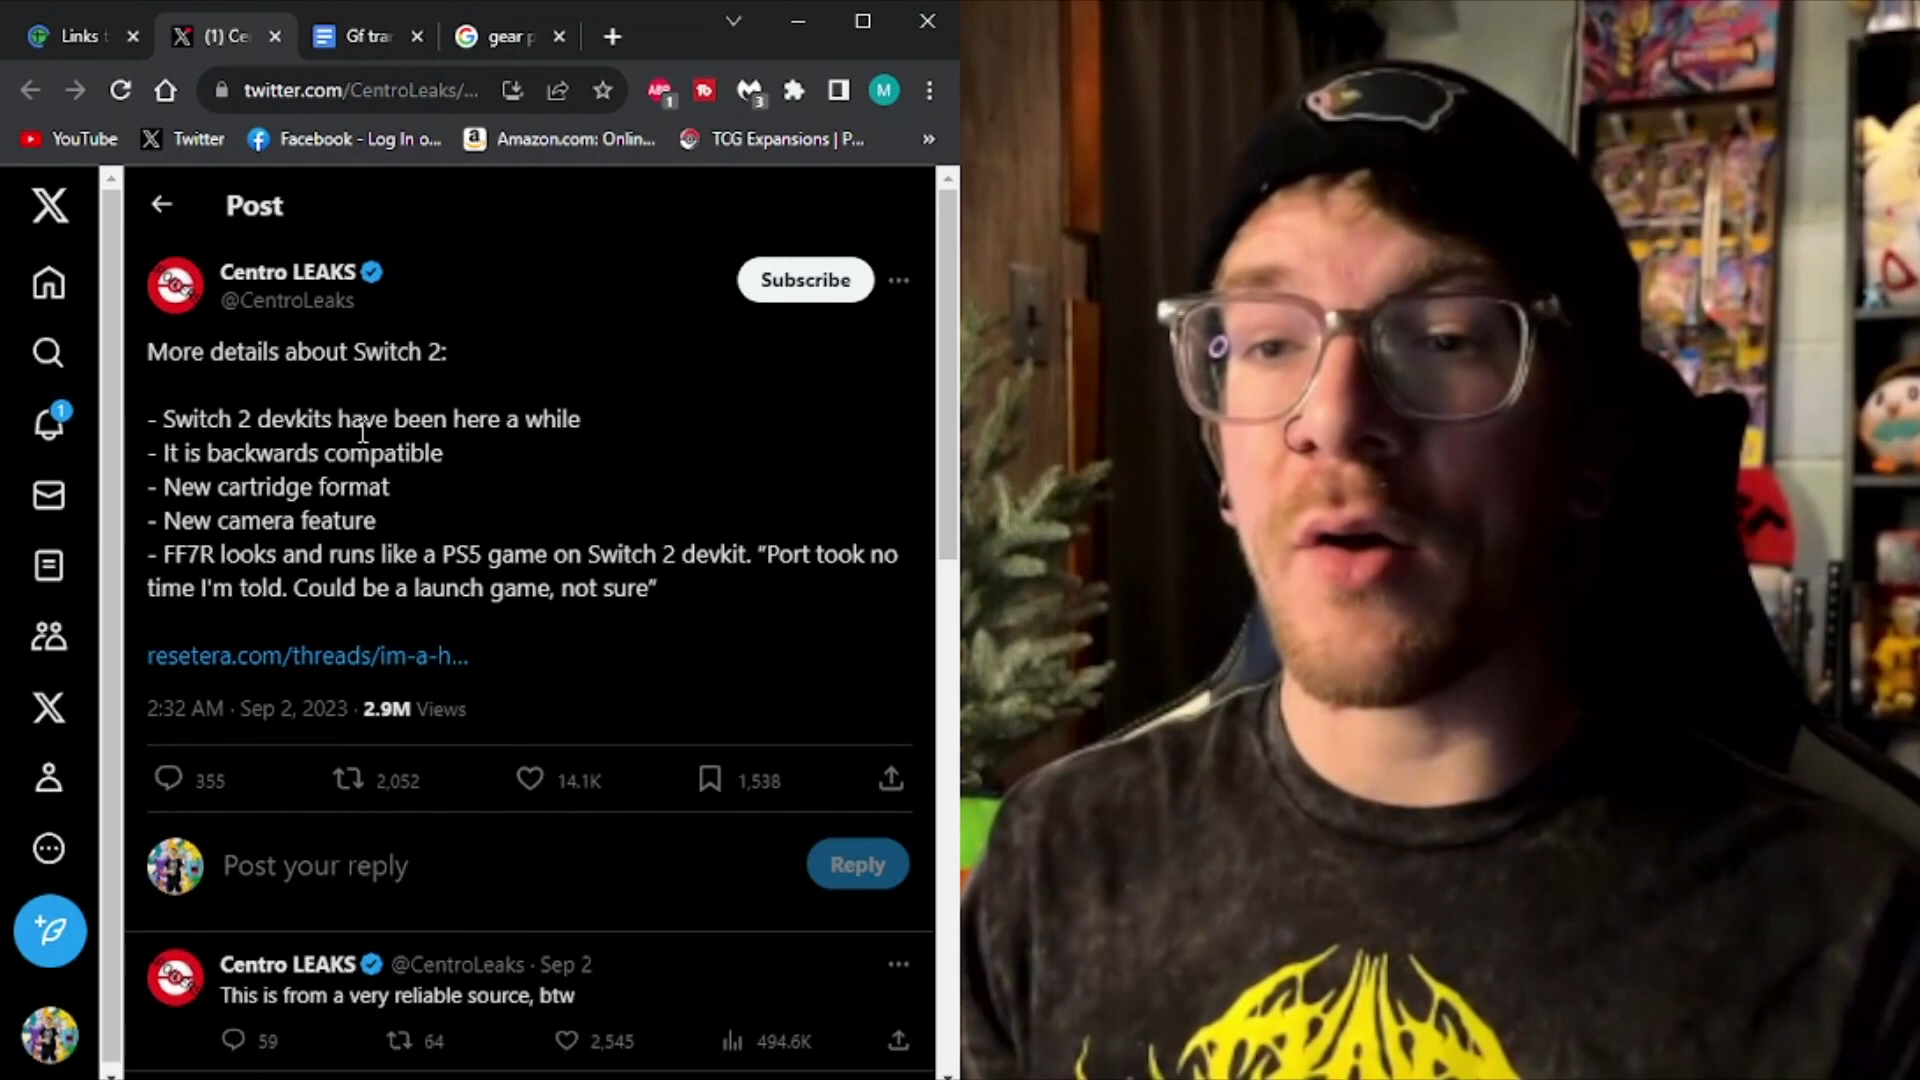 Links
(1) Ce
Gf tra
gear p
twitter.com/CentroLeaks/...
ABP
1
3
M
YouTube
Twitter
Facebook - Log In o...
Amazon.com: Onlin...
TCG Expansions | P...
»
Post
Centro LEAKS
@CentroLeaks
Subscribe
More details about Switch 2:
- Switch 2 devkits have been here a while
- It is backwards compatible
- New cartridge format
- New camera feature
- FF7R looks and runs like a PS5 game on Switch 2 devkit. “Port took no
time I'm told. Could be a launch game, not sure”
resetera.com/threads/im-a-h...
2:32 AM · Sep 2, 2023 · 2.9M Views
1
355
2,052
14.1K
1,538
Post your reply
Reply
Centro LEAKS @CentroLeaks · Sep 2
This is from a very reliable source, btw
59
64
2,545
494.6K